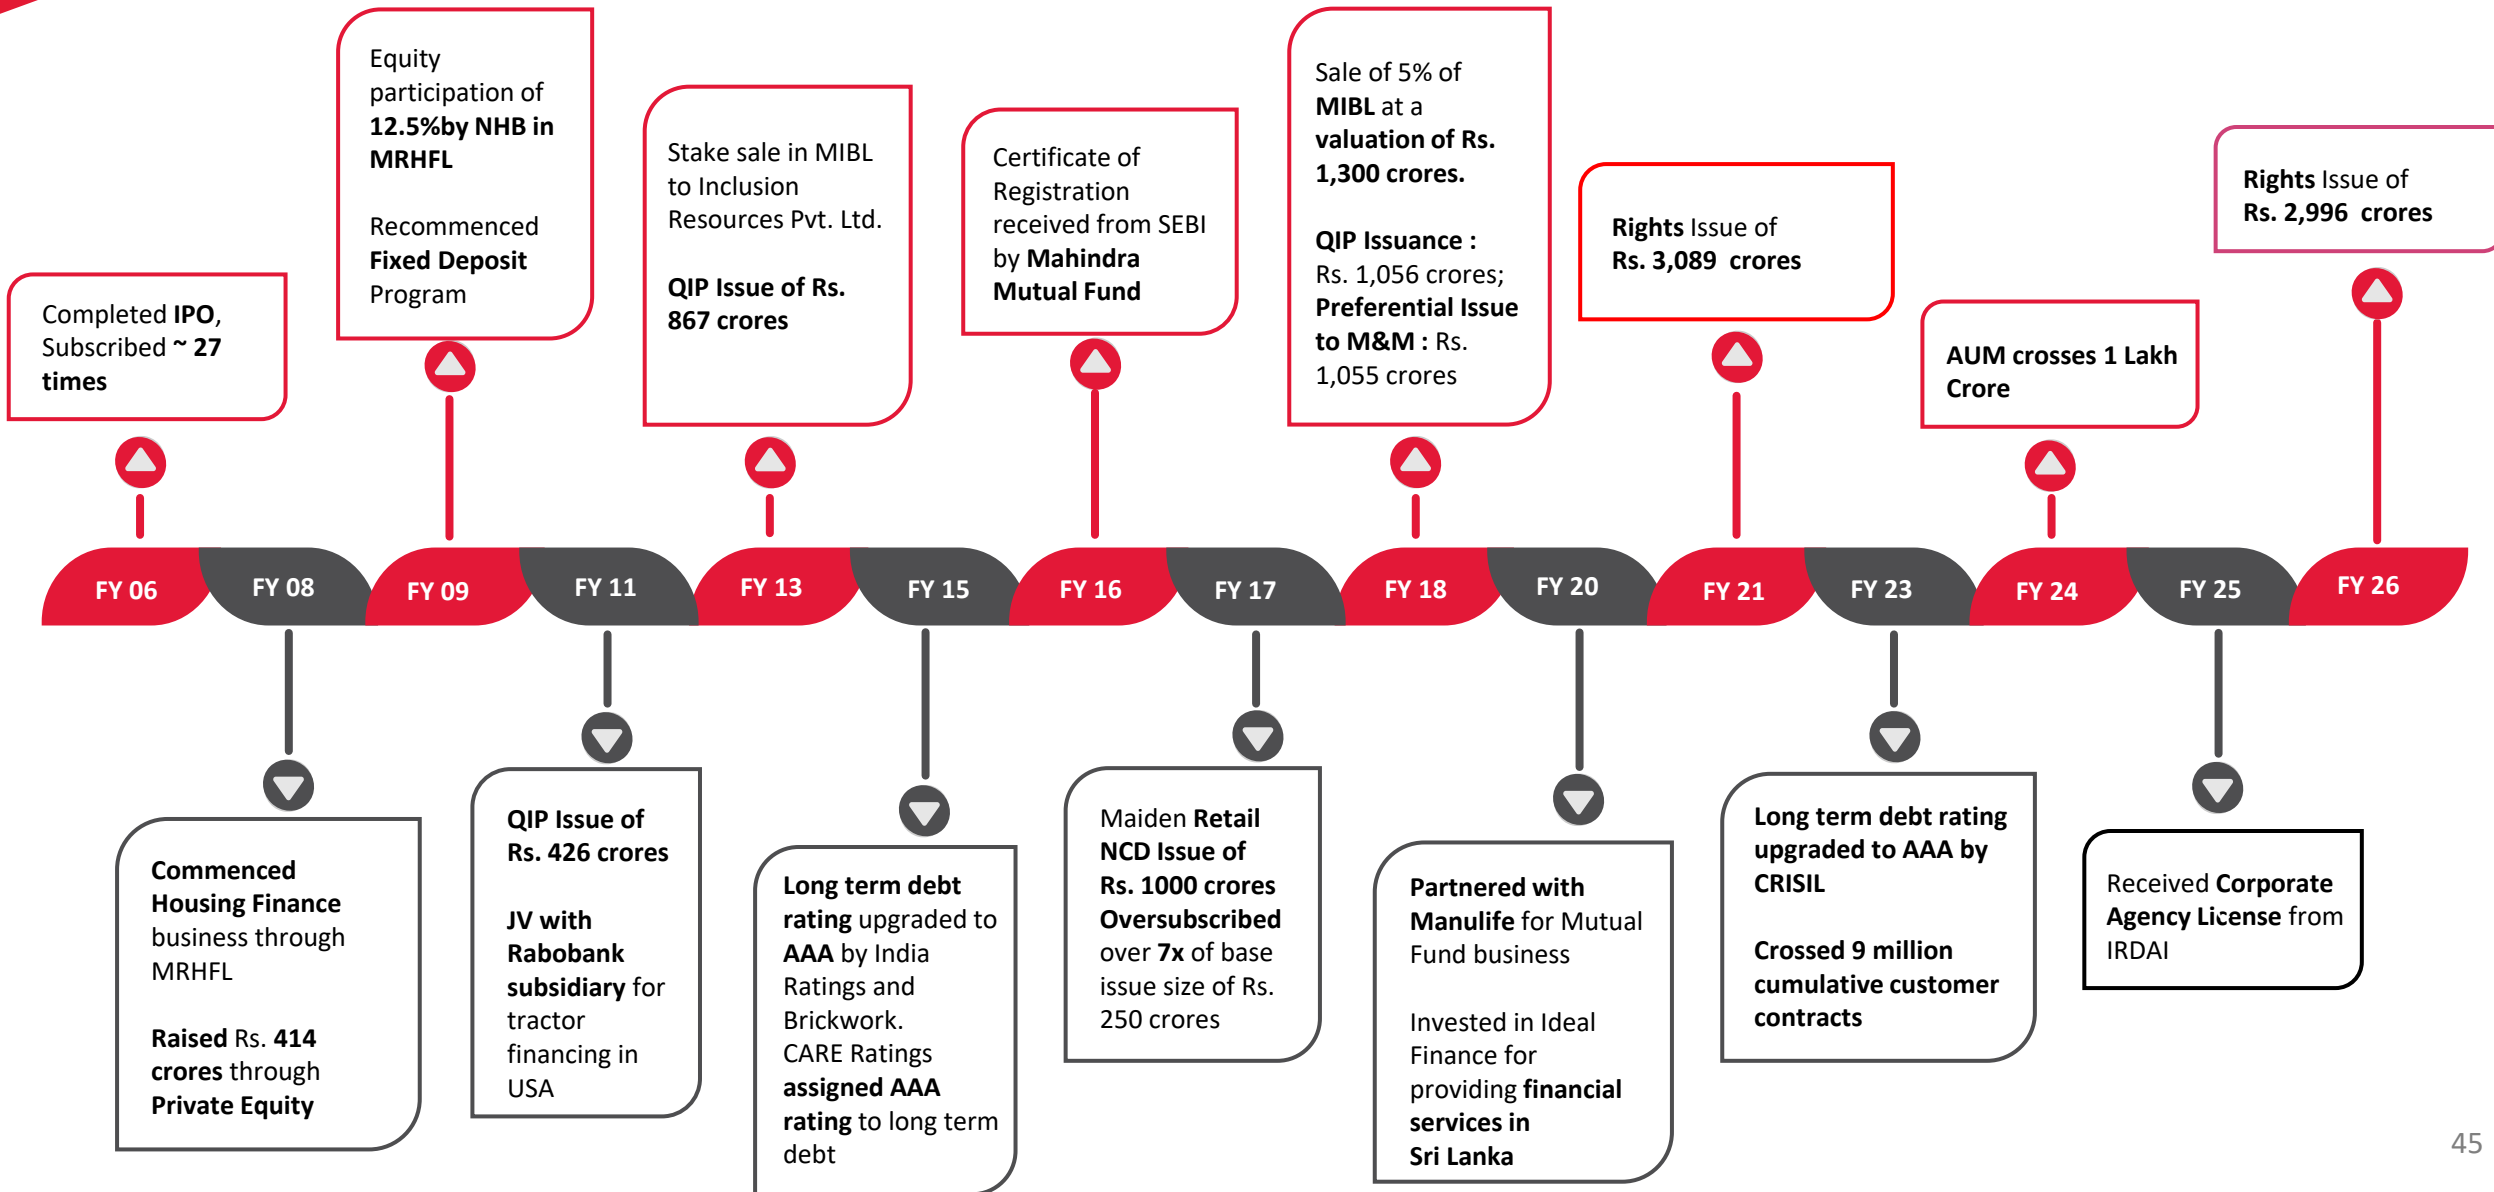 Completed IPO,
Subscribed ~ 27
times
Equity
participation of
12.5%by NHB in
MRHFL
Recommenced
Fixed Deposit
Program
Stake sale in MIBL
to Inclusion
Resources Pvt. Ltd.
QIP Issue of Rs.
867 crores
Certificate of
Registration
received from SEBI
by Mahindra
Mutual Fund
Sale of 5% of
MIBL at a
valuation of Rs.
1,300 crores.
QIP Issuance :
Rs. 1,056 crores;
Preferential Issue
to M&M : Rs.
1,055 crores
Rights Issue of
Rs. 3,089 crores
AUM crosses 1 Lakh
Crore
Rights Issue of
Rs. 2,996 crores
FY 06
FY 08
FY 09
FY 11
FY 13
FY 15
FY 16
FY 17
FY 18
FY 20
FY 21
FY 23
FY 24
FY 25
FY 26
Commenced
Housing Finance
business through
MRHFL
Raised Rs. 414
crores through
Private Equity
QIP Issue of
Rs. 426 crores
JV with
Rabobank
subsidiary for
tractor
financing in
USA
Long term debt
rating upgraded to
AAA by India
Ratings and
Brickwork.
CARE Ratings
assigned AAA
rating to long term
debt
Maiden Retail
NCD Issue of
Rs. 1000 crores
Oversubscribed
over 7x of base
issue size of Rs.
250 crores
Partnered with
Manulife for Mutual
Fund business
Invested in Ideal
Finance for
providing financial
services in
Sri Lanka
Long term debt rating
upgraded to AAA by
CRISIL
Crossed 9 million
cumulative customer
contracts
Received Corporate
Agency License from
IRDAI
45